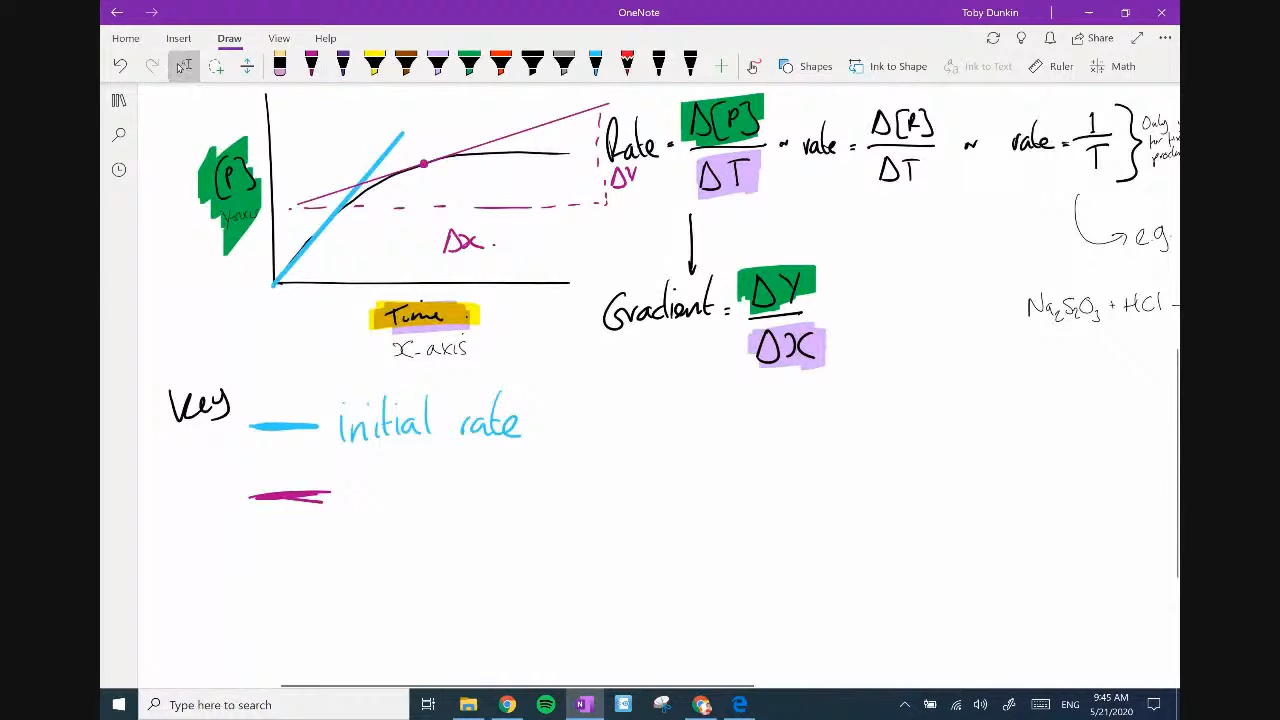 OneNote
Toby Dunkin
Home Insert Draw View Help Share
Shapes Ink to Shape Ink to Text Ruler Math
[P]
y-axis
Δx.
Time
x-axis
Rate = Δ[P] / ΔT ~ rate = Δ[R] / ΔT ~ rate = 1 / T
Only
for
e.g.
Gradient = ΔY / Δx
Na2S2O3 + HCl
Key
initial rate
Type here to search
9:45 AM
5/21/2020